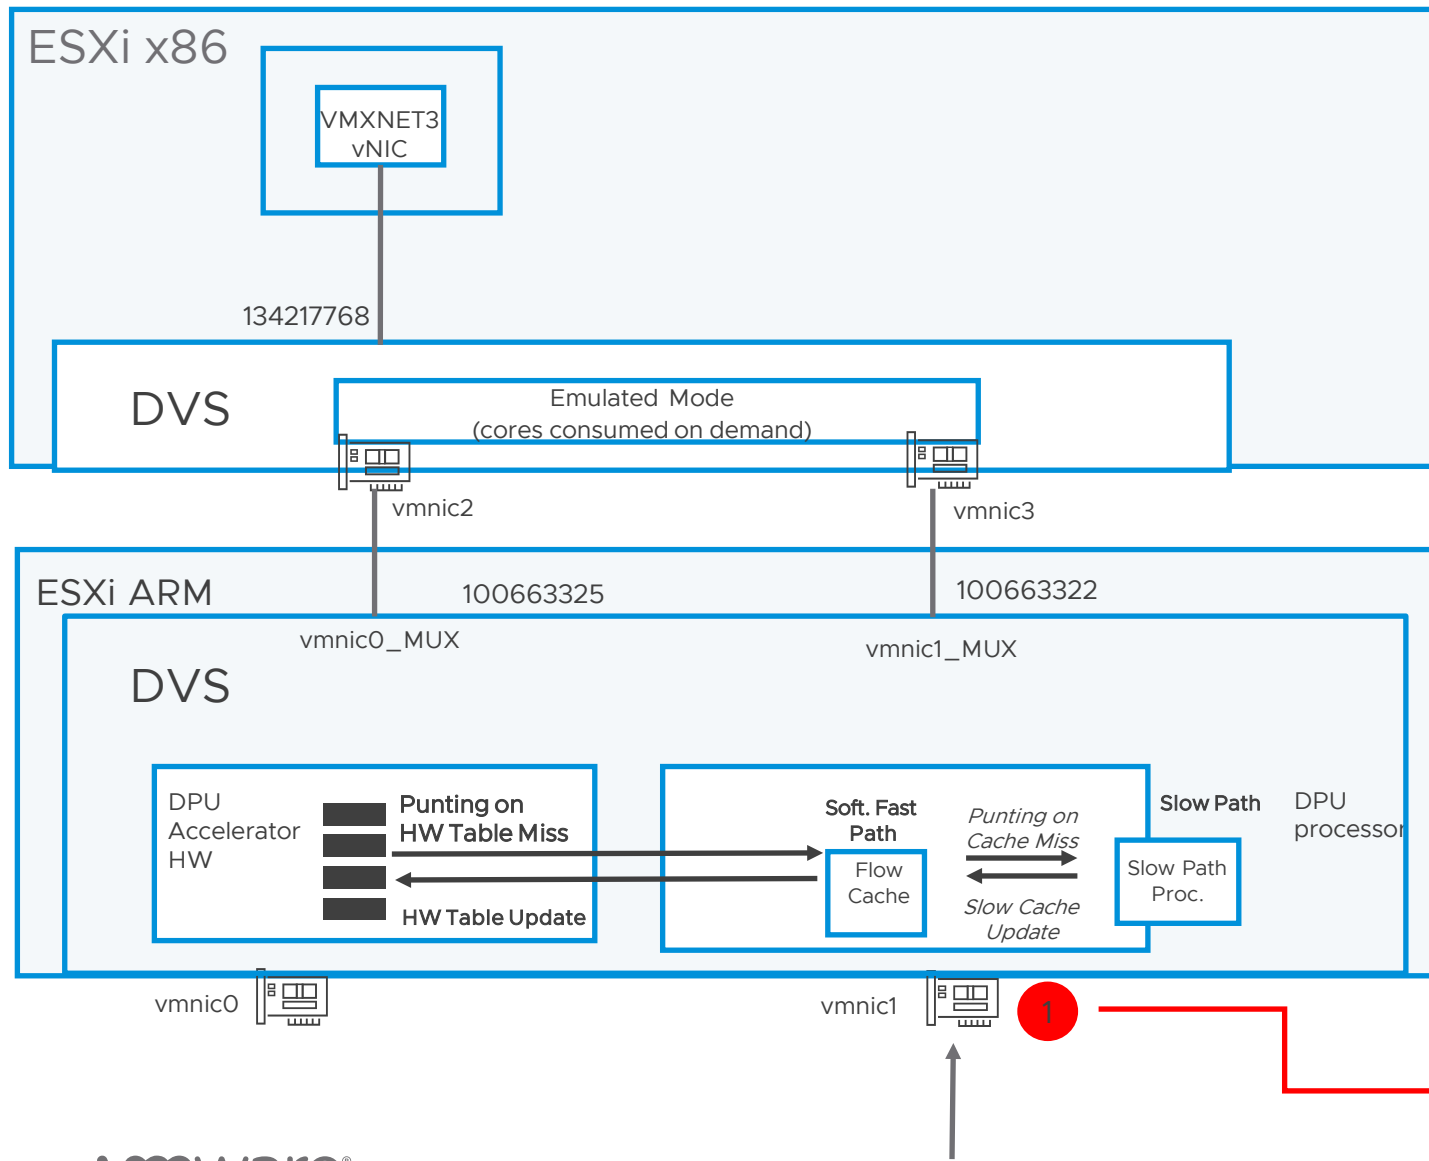 ESXi x86
VMXNET3
vNIC
134217768
DVS
Emulated Mode
(cores consumed on demand)
vmnic2
vmnic3
ESXi ARM
100663325
100663322
vmnic0_MUX
vmnic1_MUX
DVS
DPU
Accelerator
HW
Punting on
HW Table Miss
HW Table Update
Soft. Fast
Path
Flow
Cache
Punting on
Cache Miss
Slow Cache
Update
Slow Path
Slow Path
Proc.
DPU
processor
vmnic0
vmnic1
1
vmware®